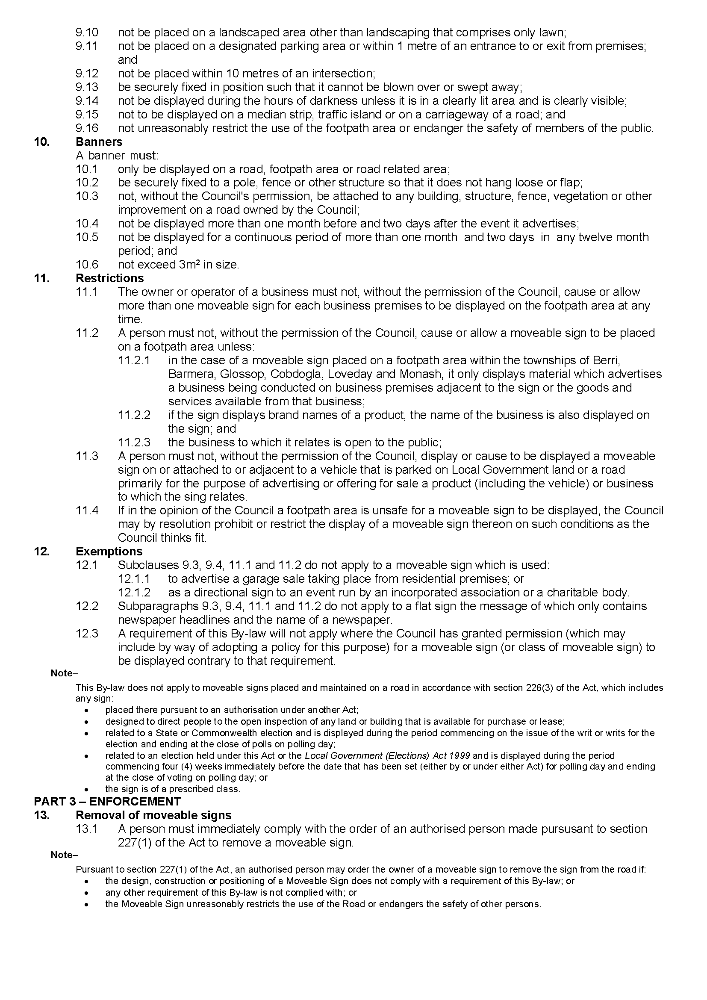 9.10 not be placed on a landscaped area other than landscaping that comprises only lawn;
9.11 not be placed on a designated parking area or within 1 metre of an entrance to or exit from premises;
and
9.12 not be placed within 10 metres of an intersection;
9.13 be securely fixed in position such that it cannot be blown over or swept away;
9.14 not be displayed during the hours of darkness unless it is in a clearly lit area and is clearly visible;
9.15 not to be displayed on a median strip, traffic island or on a carriageway of a road; and
9.16 not unreasonably restrict the use of the footpath area or endanger the safety of members of the public.
10. Banners
A banner must:
10.1 only be displayed on a road, footpath area or road related area;
10.2 be securely fixed to a pole, fence or other structure so that it does not hang loose or flap;
10.3 not, without the Council's permission, be attached to any building, structure, fence, vegetation or other
improvement on a road owned by the Council;
10.4 not be displayed more than one month before and two days after the event it advertises;
10.5 not be displayed for a continuous period of more than one month and two days in any twelve month
period; and
10.6 not exceed 3m² in size.
11. Restrictions
11.1 The owner or operator of a business must not, without the permission of the Council, cause or allow
more than one moveable sign for each business premises to be displayed on the footpath area at any
time.
11.2 A person must not, without the permission of the Council, cause or allow a moveable sign to be placed
on a footpath area unless:
11.2.1 in the case of a moveable sign placed on a footpath area within the townships of Berri,
Barmera, Glossop, Cobdogla, Loveday and Monash, it only displays material which advertises
a business being conducted on business premises adjacent to the sign or the goods and
services available from that business;
11.2.2 if the sign displays brand names of a product, the name of the business is also displayed on
the sign; and
11.2.3 the business to which it relates is open to the public;
11.3 A person must not, without the permission of the Council, display or cause to be displayed a moveable
sign on or attached to or adjacent to a vehicle that is parked on Local Government land or a road
primarily for the purpose of advertising or offering for sale a product (including the vehicle) or business
to which the sing relates.
11.4 If in the opinion of the Council a footpath area is unsafe for a moveable sign to be displayed, the Council
may by resolution prohibit or restrict the display of a moveable sign thereon on such conditions as the
Council thinks fit.
12. Exemptions
12.1 Subclauses 9.3, 9.4, 11.1 and 11.2 do not apply to a moveable sign which is used:
12.1.1 to advertise a garage sale taking place from residential premises; or
12.1.2 as a directional sign to an event run by an incorporated association or a charitable body.
12.2 Subparagraphs 9.3, 9.4, 11.1 and 11.2 do not apply to a flat sign the message of which only contains
newspaper headlines and the name of a newspaper.
12.3 A requirement of this By-law will not apply where the Council has granted permission (which may
include by way of adopting a policy for this purpose) for a moveable sign (or class of moveable sign) to
be displayed contrary to that requirement.
Note–
This By-law does not apply to moveable signs placed and maintained on a road in accordance with section 226(3) of the Act, which includes
any sign:
• placed there pursuant to an authorisation under another Act;
• designed to direct people to the open inspection of any land or building that is available for purchase or lease;
• related to a State or Commonwealth election and is displayed during the period commencing on the issue of the writ or writs for the
election and ending at the close of polls on polling day;
• related to an election held under this Act or the Local Government (Elections) Act 1999 and is displayed during the period
commencing four (4) weeks immediately before the date that has been set (either by or under either Act) for polling day and ending
at the close of voting on polling day; or
• the sign is of a prescribed class.
PART 3 – ENFORCEMENT
13. Removal of moveable signs
13.1 A person must immediately comply with the order of an authorised person made pursusant to section
227(1) of the Act to remove a moveable sign.
Note–
Pursuant to section 227(1) of the Act, an authorised person may order the owner of a moveable sign to remove the sign from the road if:
• the design, construction or positioning of a Moveable Sign does not comply with a requirement of this By-law; or
• any other requirement of this By-law is not complied with; or
• the Moveable Sign unreasonably restricts the use of the Road or endangers the safety of other persons.